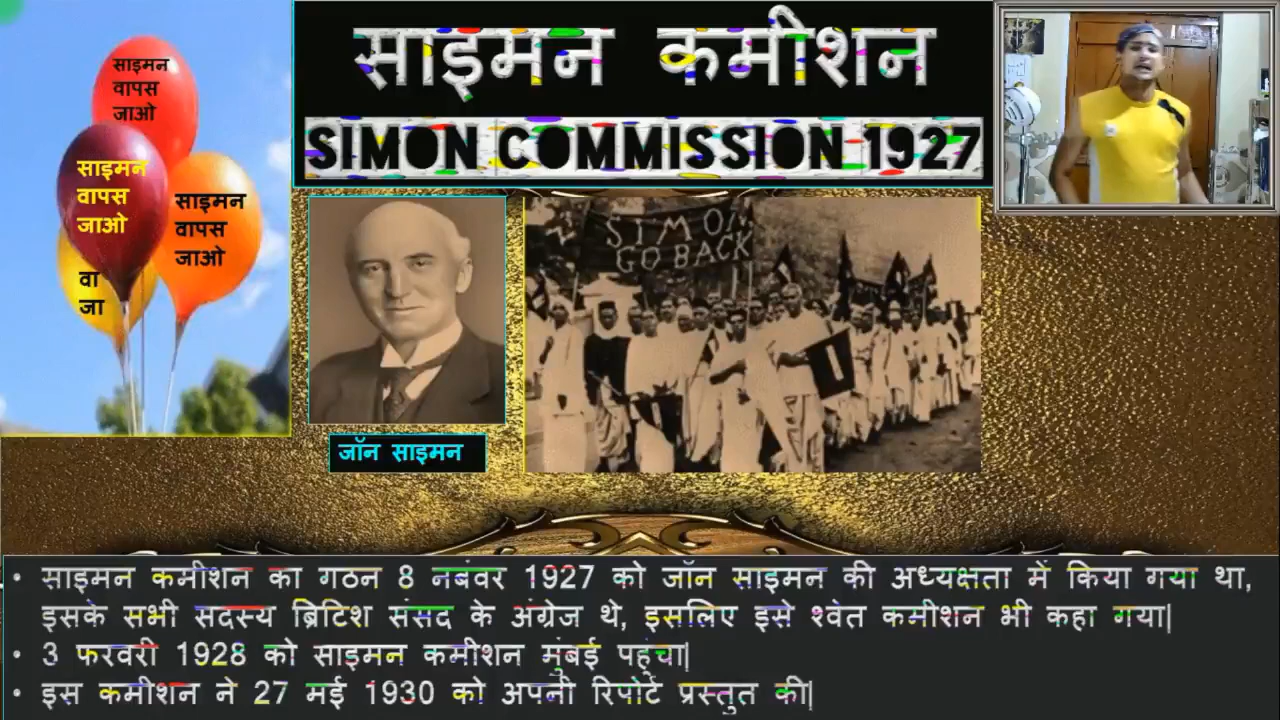 साइमन कमीशन
SIMON COMMISSION 1927
साइमन
वापस
जाओ
साइमन
वापस
जाओ
साइमन
वापस
जाओ
वा
जा
SIMON
GO BACK
जॉन साइमन
• साइमन कमीशन का गठन 8 नबंवर 1927 को जॉन साइमन की अध्यक्षता में किया गया था,
इसके सभी सदस्य ब्रिटिश संसद के अंग्रेज थे, इसलिए इसे श्वेत कमीशन भी कहा गया|
• 3 फरवरी 1928 को साइमन कमीशन मुंबई पहुंचा|
• इस कमीशन ने 27 मई 1930 को अपनी रिपोर्ट प्रस्तुत की|